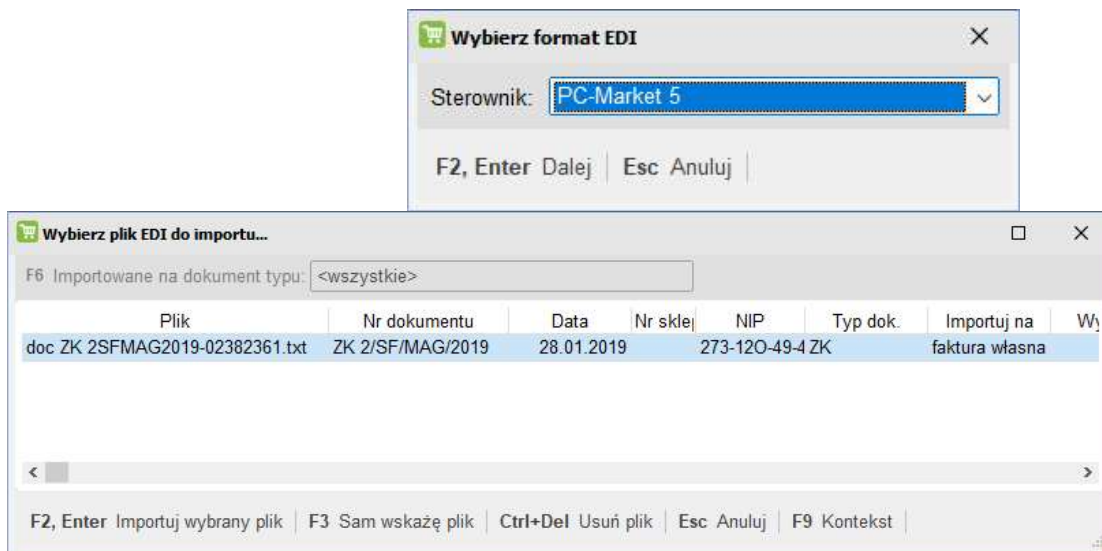 Wybierz format EDI
Sterownik: PC-Market 5
F2, Enter Dalej | Esc Anuluj |
Wybierz plik EDI do importu...
F6 Importowane na dokument typu: <wszystkie>
Plik Nr dokumentu Data Nr sklep NIP Typ dok. Importuj na Wy
doc ZK 2SFMAG2019-02382361.txt ZK 2/SF/MAG/2019 28.01.2019 273-12O-49-4 ZK faktura własna
F2, Enter Importuj wybrany plik | F3 Sam wskażę plik | Ctrl+Del Usuń plik | Esc Anuluj | F9 Kontekst |